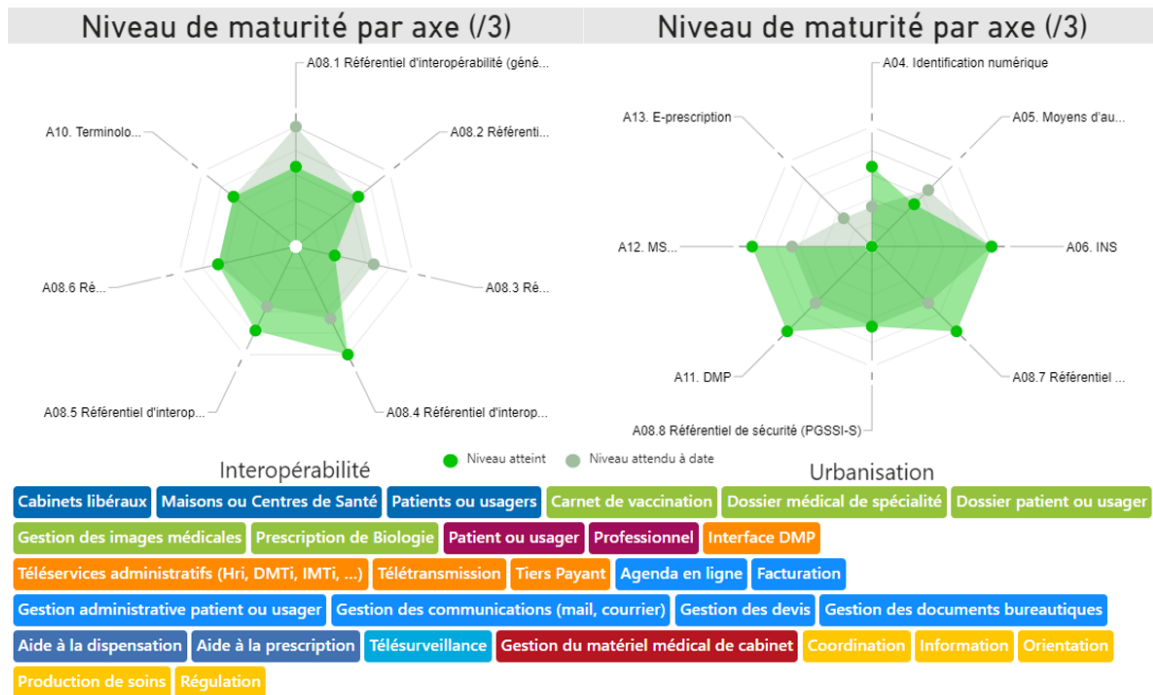 Niveau de maturité par axe (/3)
Niveau de maturité par axe (/3)
A08.1 Référentiel d'interopérabilité (géné...
A10. Terminolo...
A08.2 Référenti...
A08.6 Ré...
A08.3 Ré...
A08.5 Référentiel d'interop...
A08.4 Référentiel d'interop...
A04. Identification numérique
A13. E-prescription
A05. Moyens d'au...
A12. MS...
A06. INS
A11. DMP
A08.7 Référentiel ...
A08.8 Référentiel de sécurité (PGSSI-S)
Niveau atteint Niveau attendu à date
Interopérabilité
Urbanisation
Cabinets libéraux Maisons ou Centres de Santé Patients ou usagers Carnet de vaccination Dossier médical de spécialité Dossier patient ou usager
Gestion des images médicales Prescription de Biologie Patient ou usager Professionnel Interface DMP
Téléservices administratifs (Hri, DMTi, IMTi, ...) Télétransmission Tiers Payant Agenda en ligne Facturation
Gestion administrative patient ou usager Gestion des communications (mail, courrier) Gestion des devis Gestion des documents bureautiques
Aide à la dispensation Aide à la prescription Télésurveillance Gestion du matériel médical de cabinet Coordination Information Orientation
Production de soins Régulation